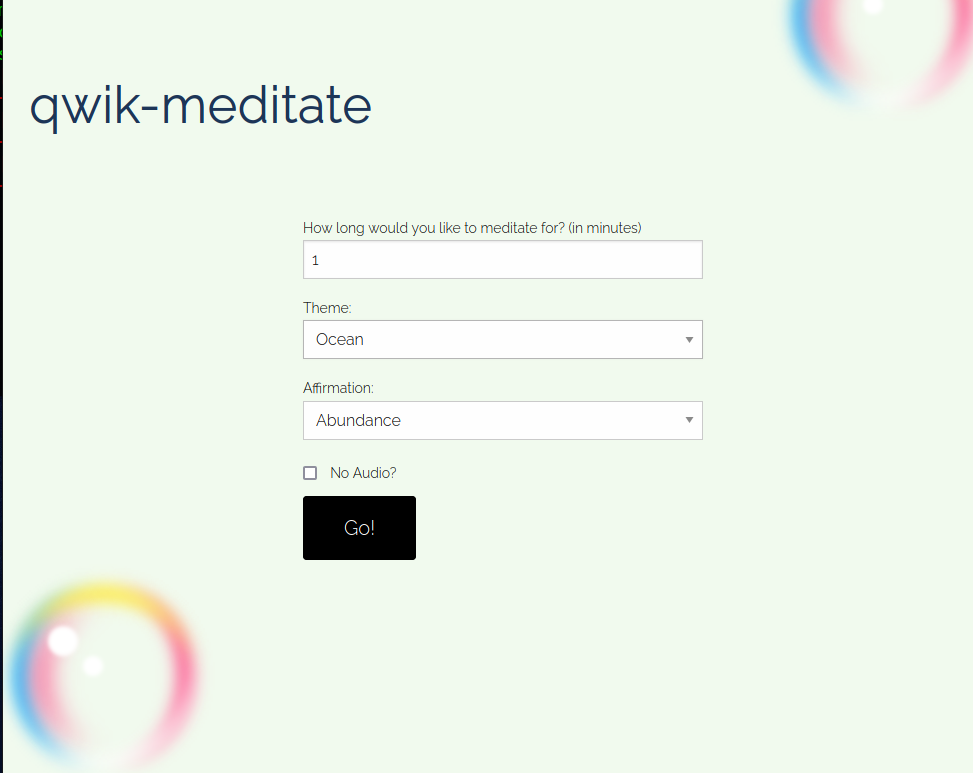 qwik-meditate
How long would you like to meditate for? (in minutes)
1
Theme:
Ocean
Affirmation:
Abundance
No Audio?
Go!